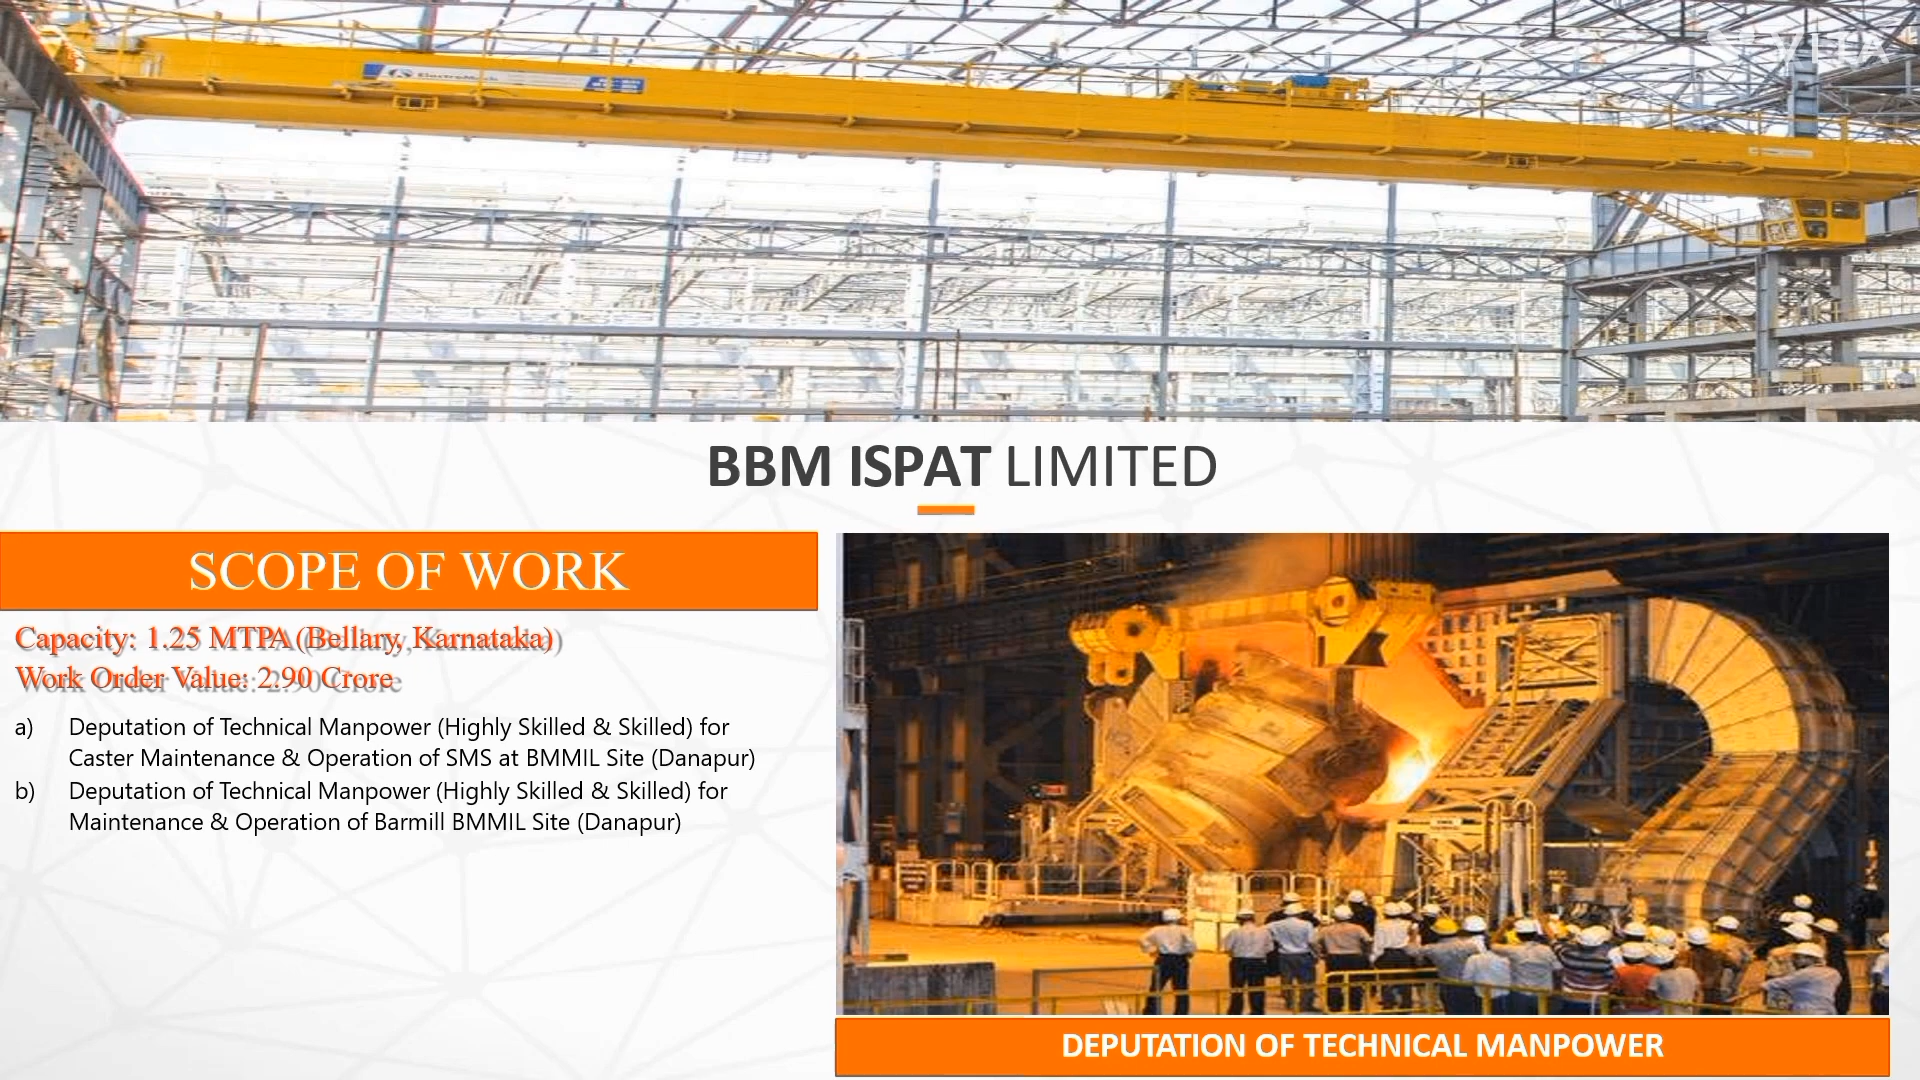 ElectroMech
VITA
BBM ISPAT LIMITED
SCOPE OF WORK
Capacity: 1.25 MTPA (Bellary, Karnataka)
Work Order Value: 2.90 Crore
a) Deputation of Technical Manpower (Highly Skilled & Skilled) for
Caster Maintenance & Operation of SMS at BMMIL Site (Danapur)
b) Deputation of Technical Manpower (Highly Skilled & Skilled) for
Maintenance & Operation of Barmill BMMIL Site (Danapur)
DEPUTATION OF TECHNICAL MANPOWER